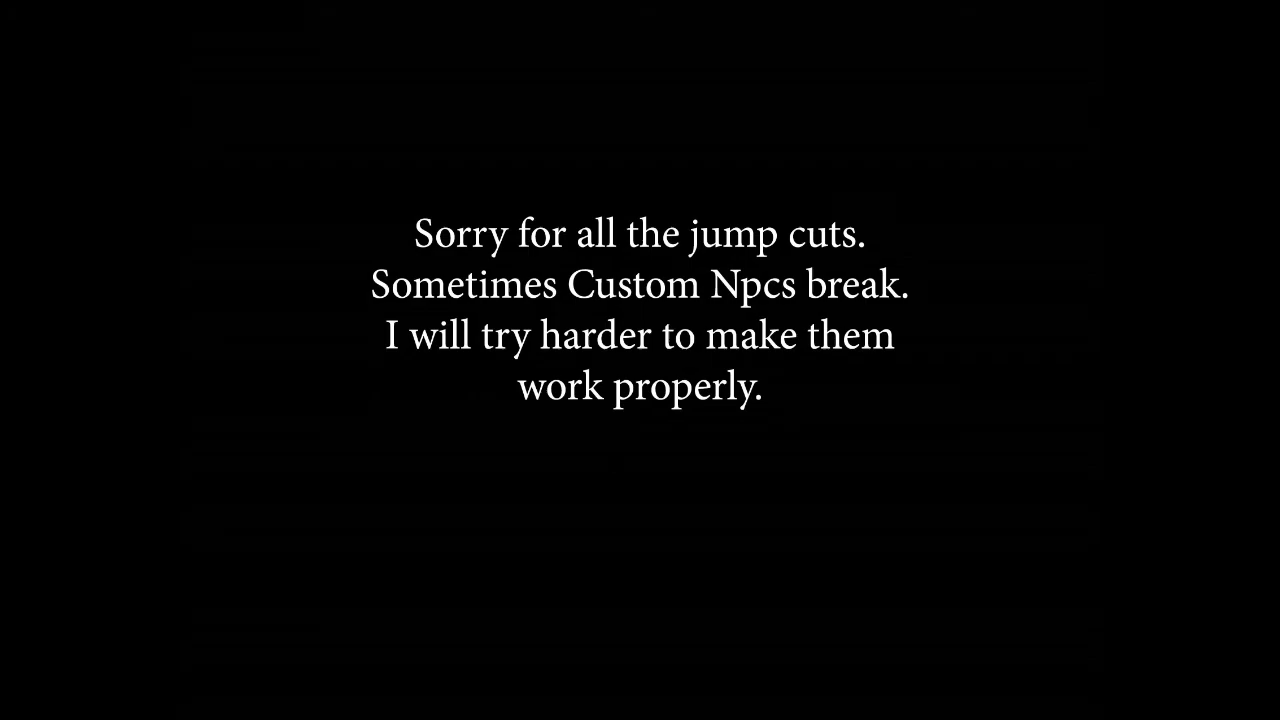 Sorry for all the jump cuts.
Sometimes Custom Npcs break.
I will try harder to make them
work properly.